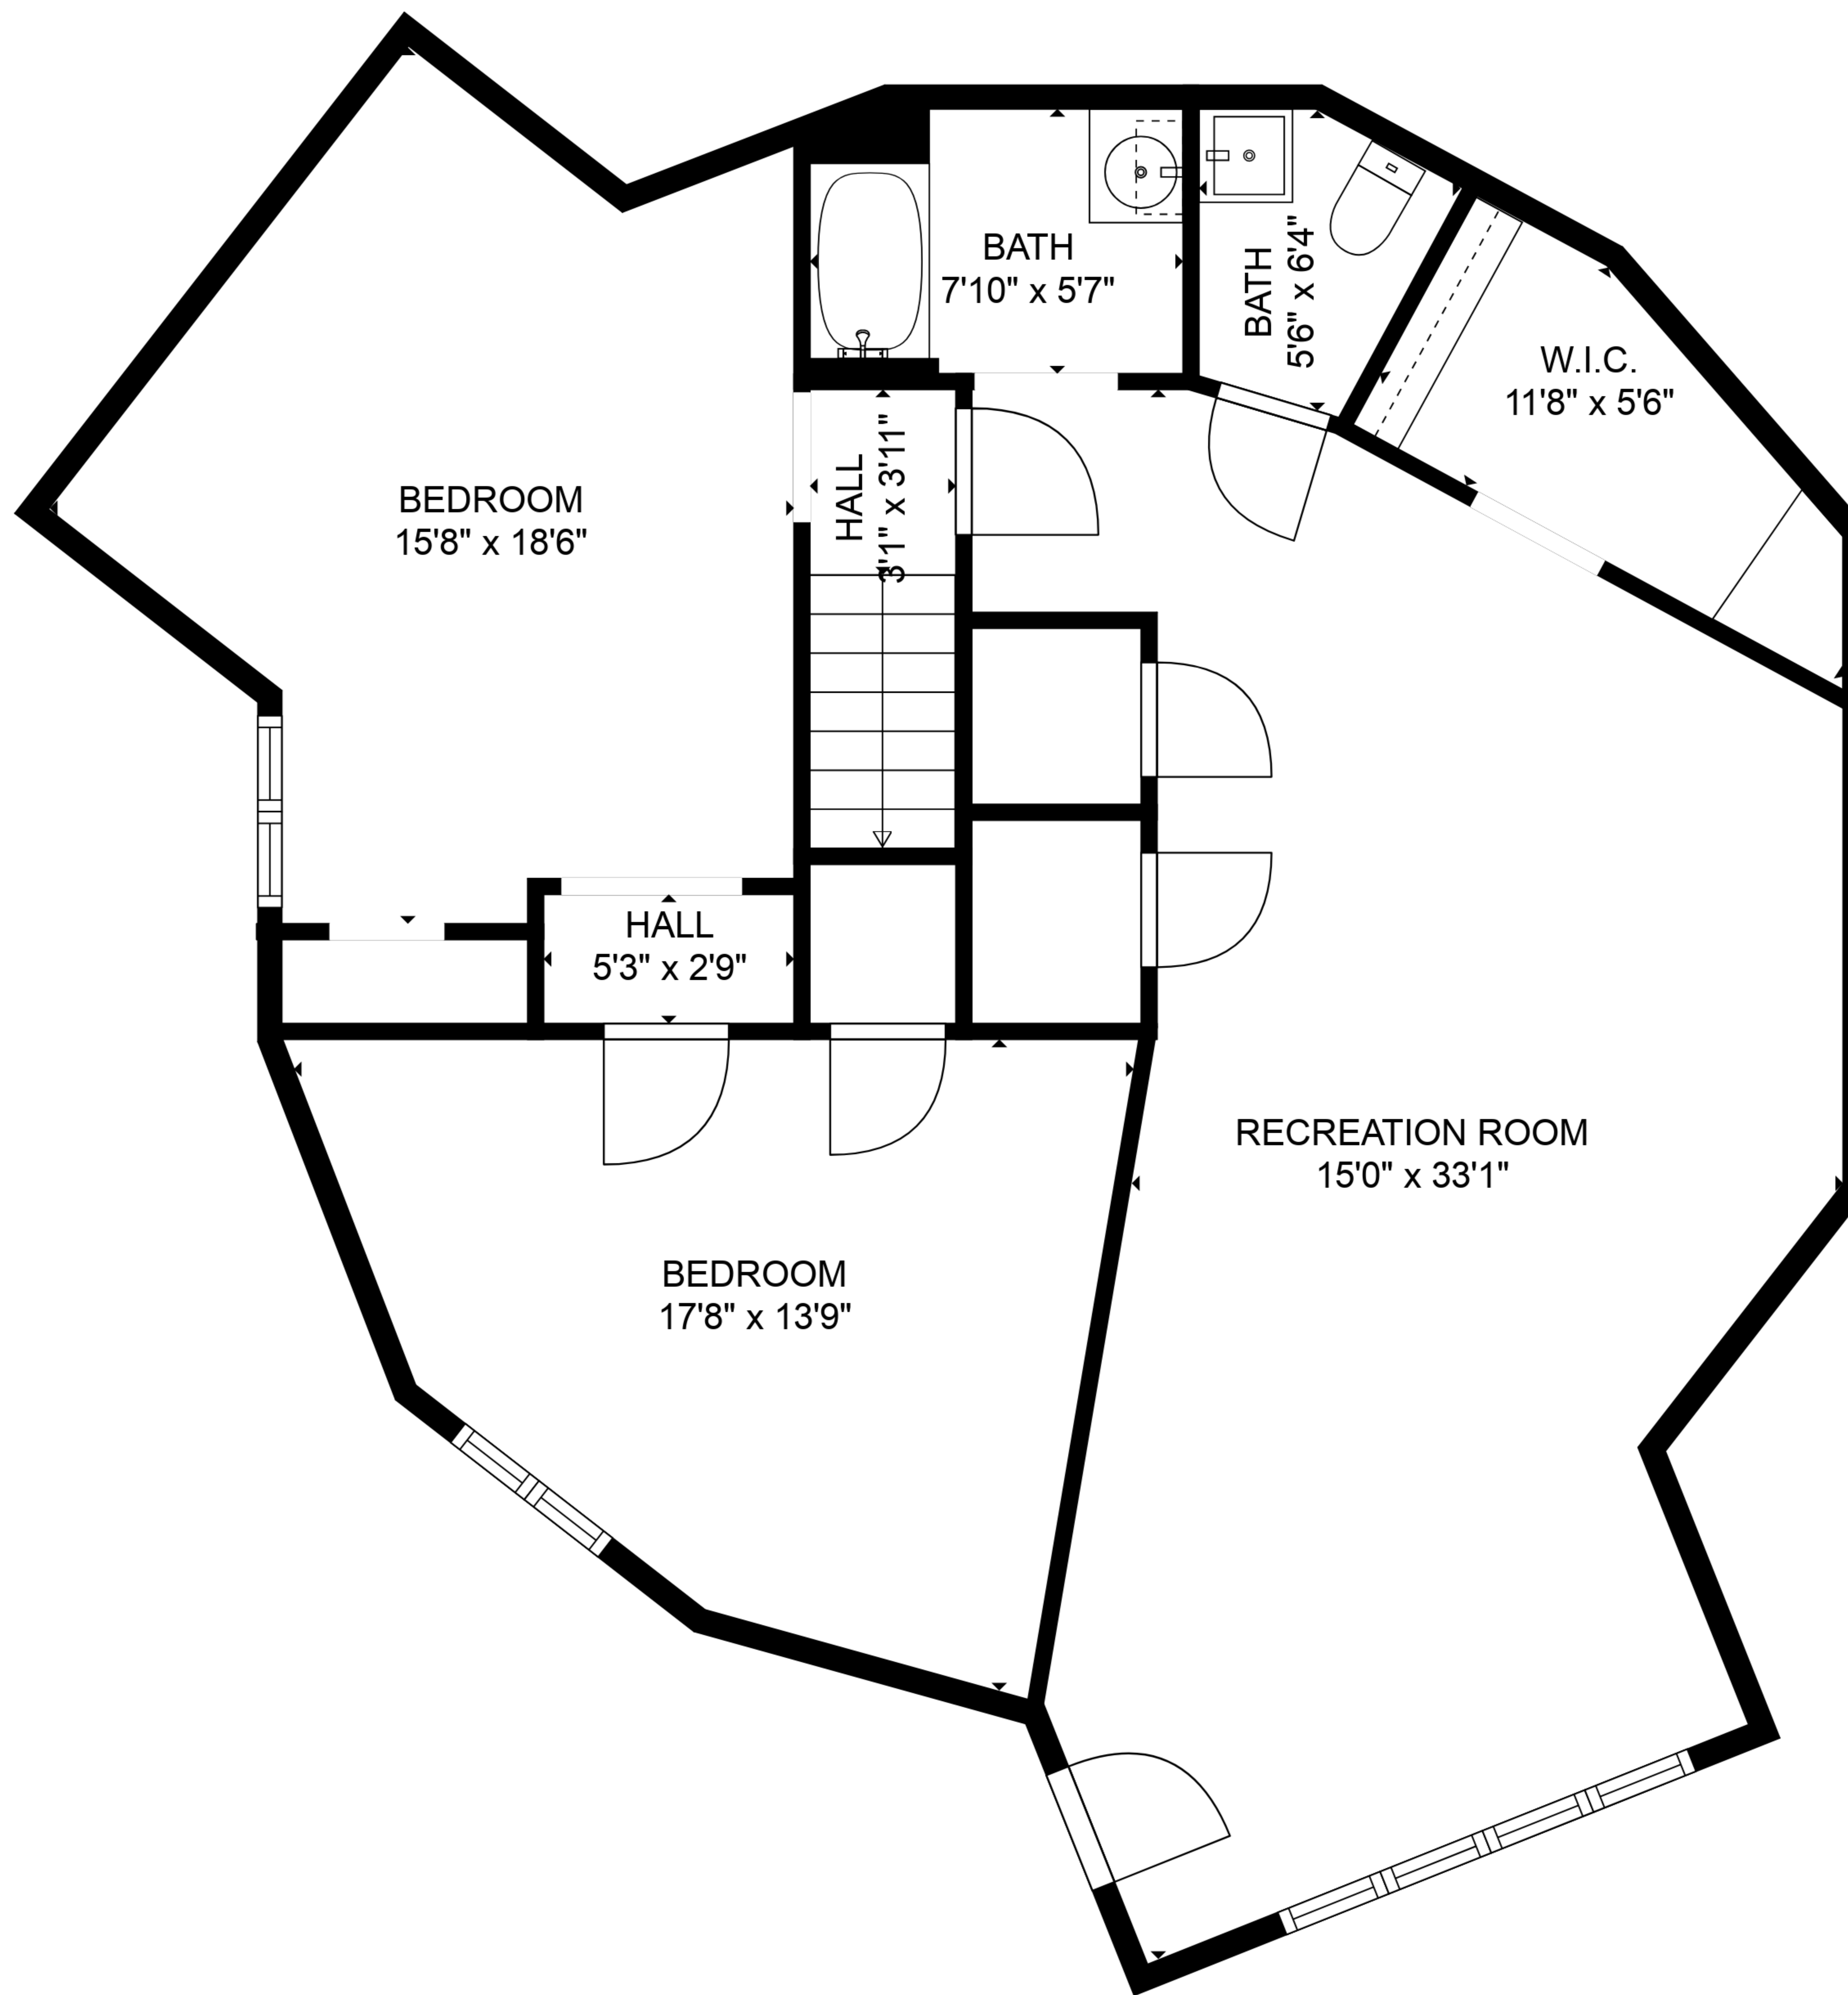 BATH
7'10" x 5'7"
BATH
5'6" x 6'4"
W.I.C.
11'8" x 5'6"
BEDROOM
15'8" x 18'6"
HALL
3'1" x 3'11"
HALL
5'3" x 2'9"
RECREATION ROOM
15'0" x 33'1"
BEDROOM
17'8" x 13'9"